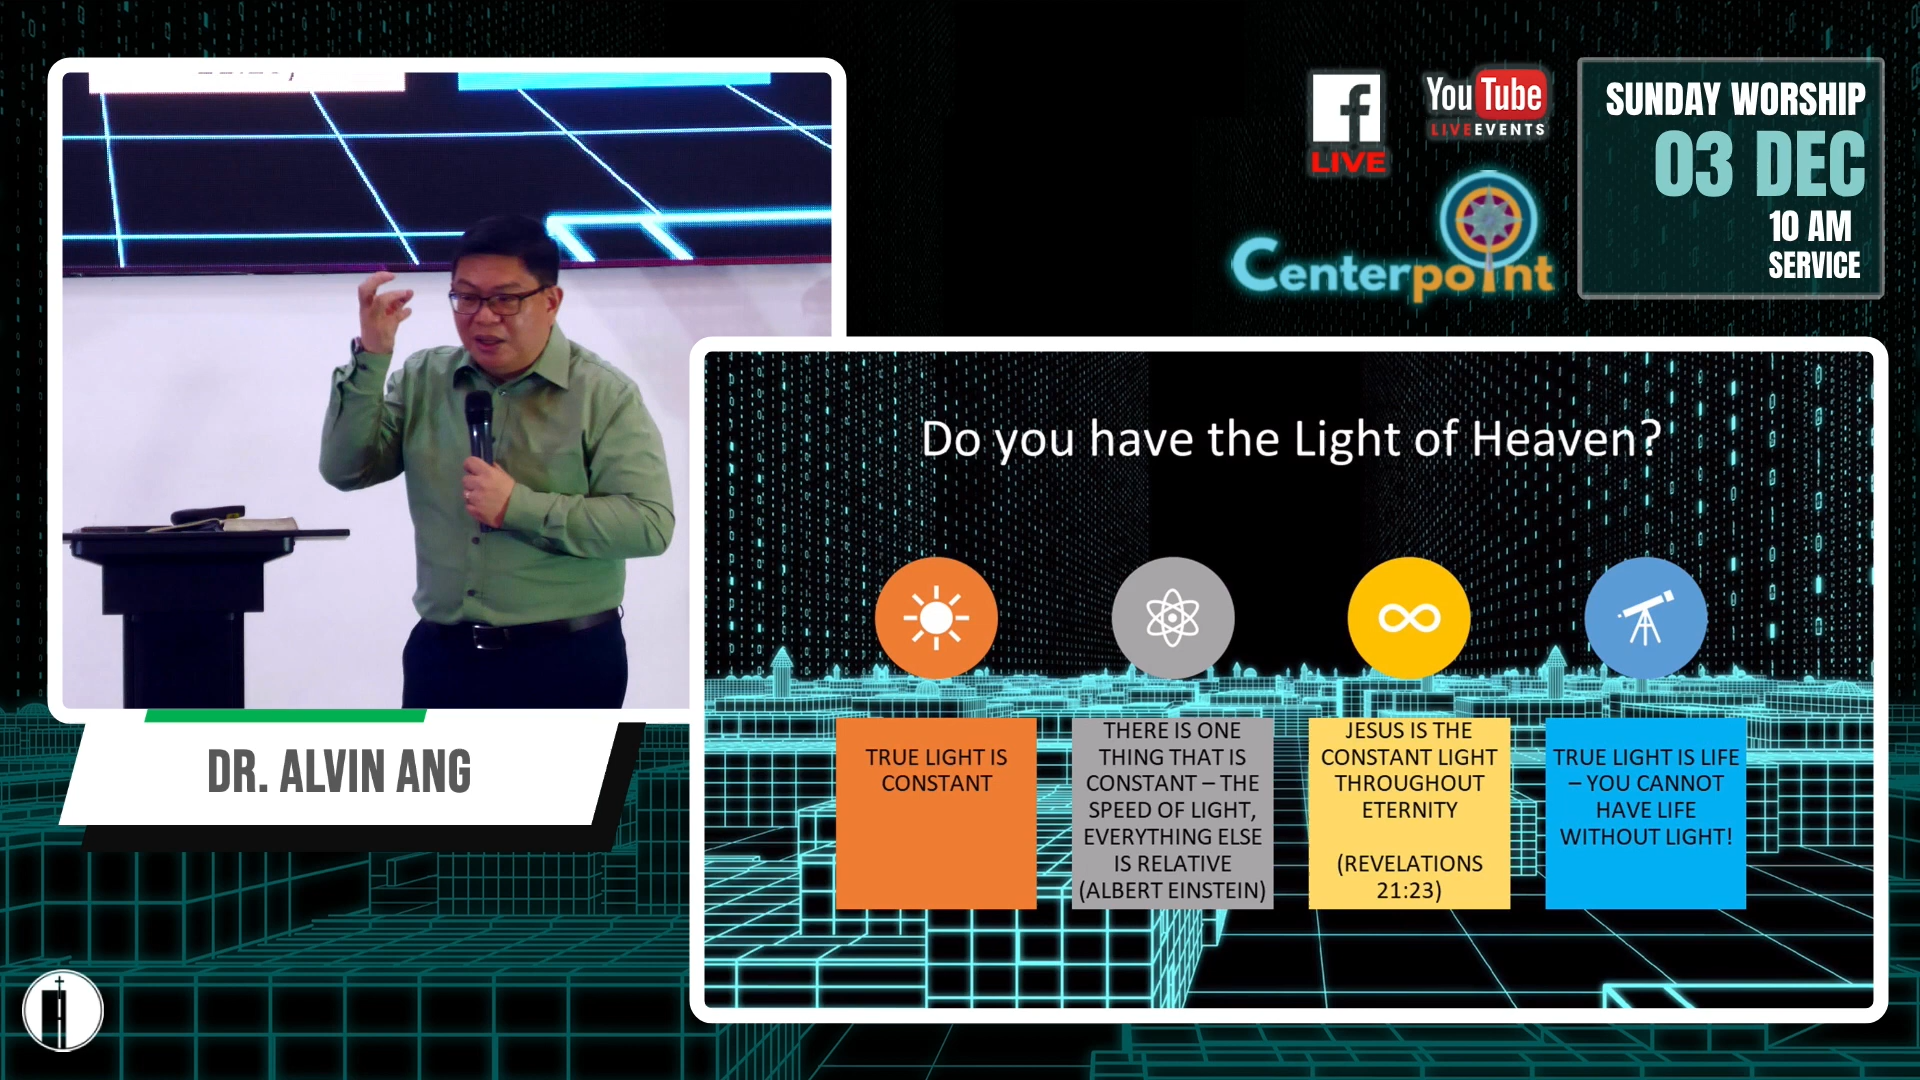 f
LIVE
You Tube
LIVE EVENTS
Centerpoint
SUNDAY WORSHIP
03 DEC
10 AM
SERVICE
DR. ALVIN ANG
Do you have the Light of Heaven?
TRUE LIGHT IS
CONSTANT
THERE IS ONE
THING THAT IS
CONSTANT – THE
SPEED OF LIGHT,
EVERYTHING ELSE
IS RELATIVE
(ALBERT EINSTEIN)
JESUS IS THE
CONSTANT LIGHT
THROUGHOUT
ETERNITY
(REVELATIONS
21:23)
TRUE LIGHT IS LIFE
– YOU CANNOT
HAVE LIFE
WITHOUT LIGHT!